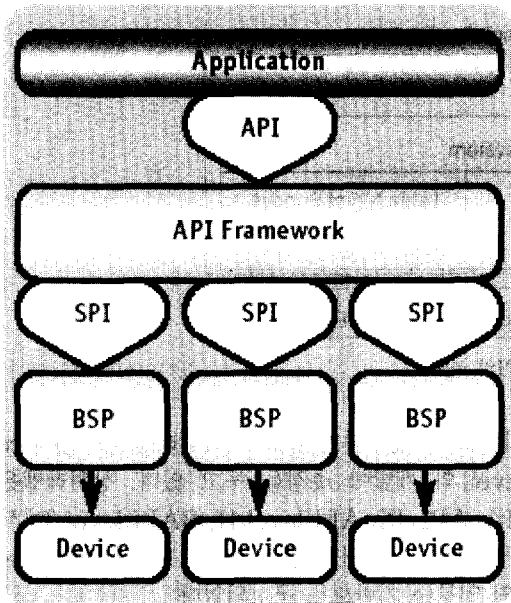 Application
API
API Framework
SPI SPI SPI
BSP BSP BSP
Device Device Device